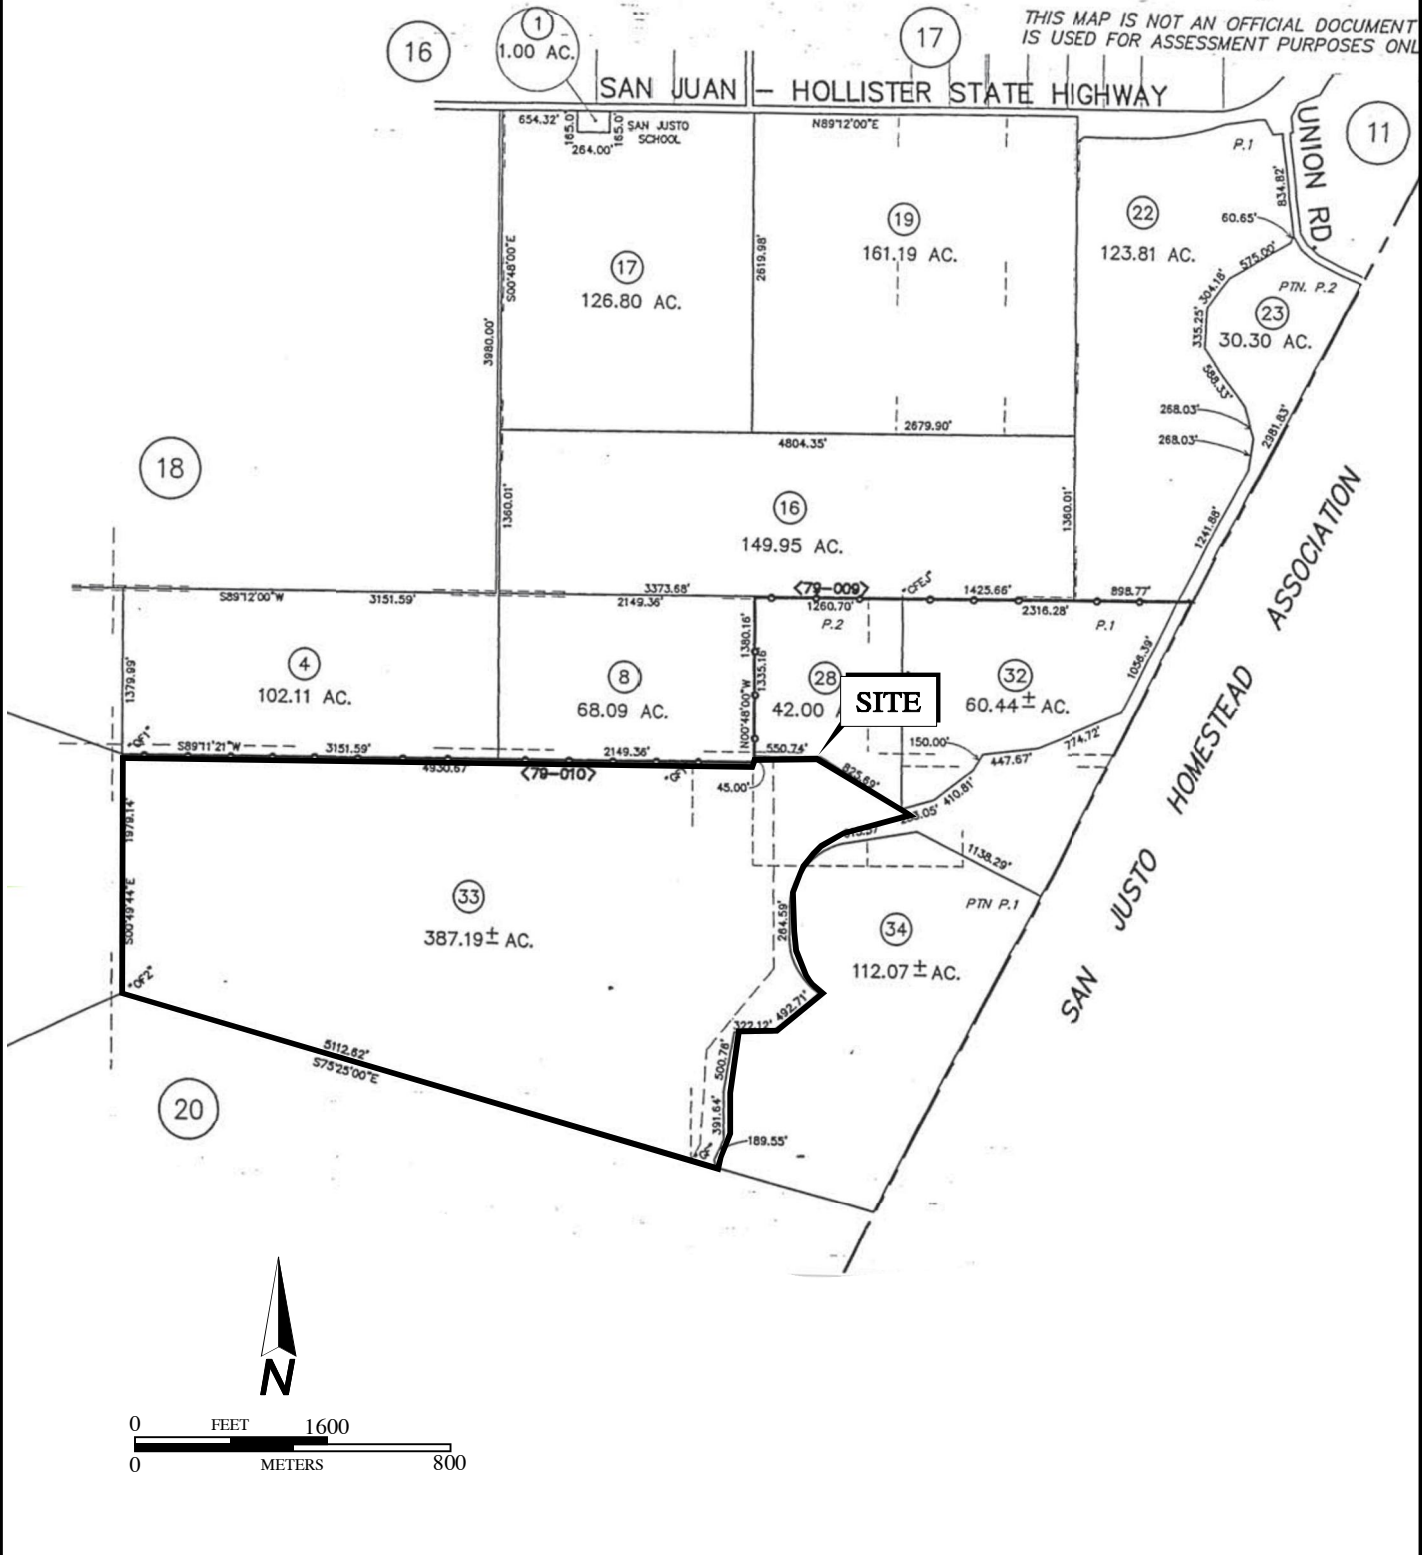 THIS MAP IS NOT AN OFFICIAL DOCUMENT
IS USED FOR ASSESSMENT PURPOSES ONL
16
1
1.00 AC.
17
SAN JUAN - HOLLISTER STATE HIGHWAY
UNION RD.
11
654.32'
165.0'
165.0'
264.00'
SAN JUSTO
SCHOOL
N89°12'00"E
P.1
834.82'
60.65'
575.00'
304.18'
335.25'
588.33'
268.03'
268.03'
2981.83'
PTN. P.2
23
30.30 AC.
22
123.81 AC.
19
161.19 AC.
17
126.80 AC.
S00°48'00"E
3980.00'
2619.98'
2679.90'
4804.35'
18
1360.01'
16
149.95 AC.
1360.01'
1241.88'
SAN JUSTO HOMESTEAD ASSOCIATION
S89°12'00"W
3151.59'
3373.68'
2149.36'
<79-009>
1260.70'
P.2
"CFEJ"
1425.66'
2316.28'
898.77'
P.1
1379.99'
4
102.11 AC.
8
68.09 AC.
1380.16'
1335.16'
N00°48'00"W
28
42.00
SITE
32
60.44± AC.
1056.39'
"OF1"
S89°11'21"W
3151.59'
2149.36'
4930.67'
<79-010>
550.74'
45.00'
825.69'
150.00'
447.67'
774.72'
410.81'
1138.29'
PTN P.1
1979.14'
S00°49'44"E
"OF2"
33
387.19± AC.
264.59'
34
112.07± AC.
492.71'
322.12'
500.78'
391.64'
189.55'
5112.62'
S75°25'00"E
20
N
0 FEET 1600
0 METERS 800